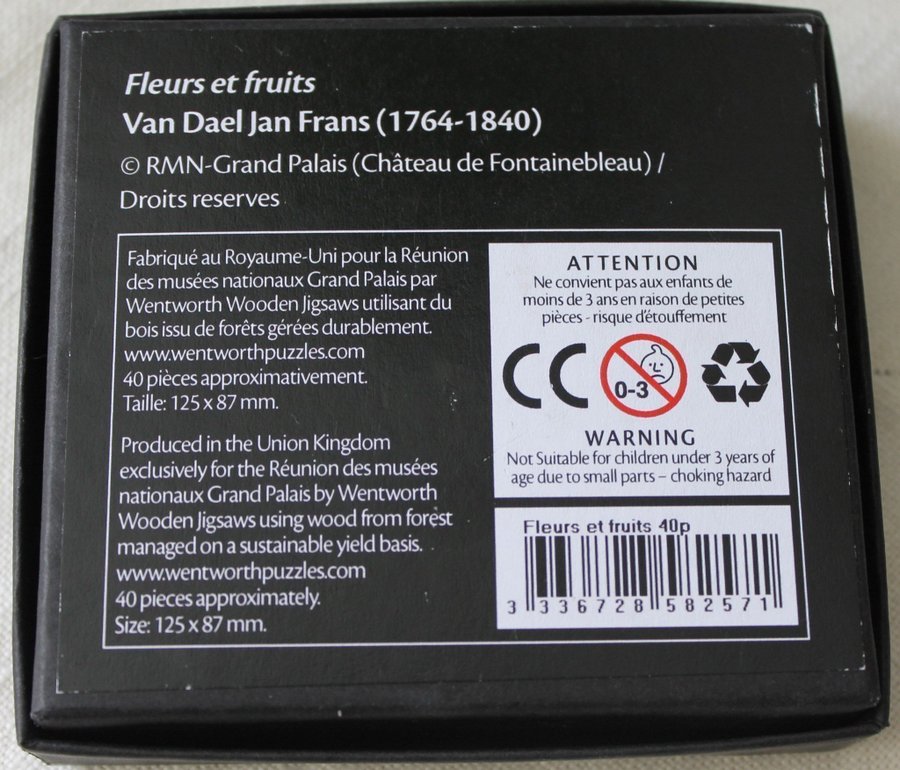 Fleurs et fruits
Van Dael Jan Frans (1764-1840)
© RMN-Grand Palais (Château de Fontainebleau) /
Droits reserves
Fabriqué au Royaume-Uni pour la Réunion
des musées nationaux Grand Palais par
Wentworth Wooden Jigsaws utilisant du
bois issu de forêts gérées durablement.
www.wentworthpuzzles.com
40 pièces approximativement.
Taille: 125 x 87 mm.
Produced in the Union Kingdom
exclusively for the Réunion des musées
nationaux Grand Palais by Wentworth
Wooden Jigsaws using wood from forest
managed on a sustainable yield basis.
www.wentworthpuzzles.com
40 pieces approximately.
Size: 125 x 87 mm.
ATTENTION
Ne convient pas aux enfants de
moins de 3 ans en raison de petites
pièces - risque d'étouffement
CE
0-3
WARNING
Not Suitable for children under 3 years of
age due to small parts – choking hazard
Fleurs et fruits 40p
3 336728 582571